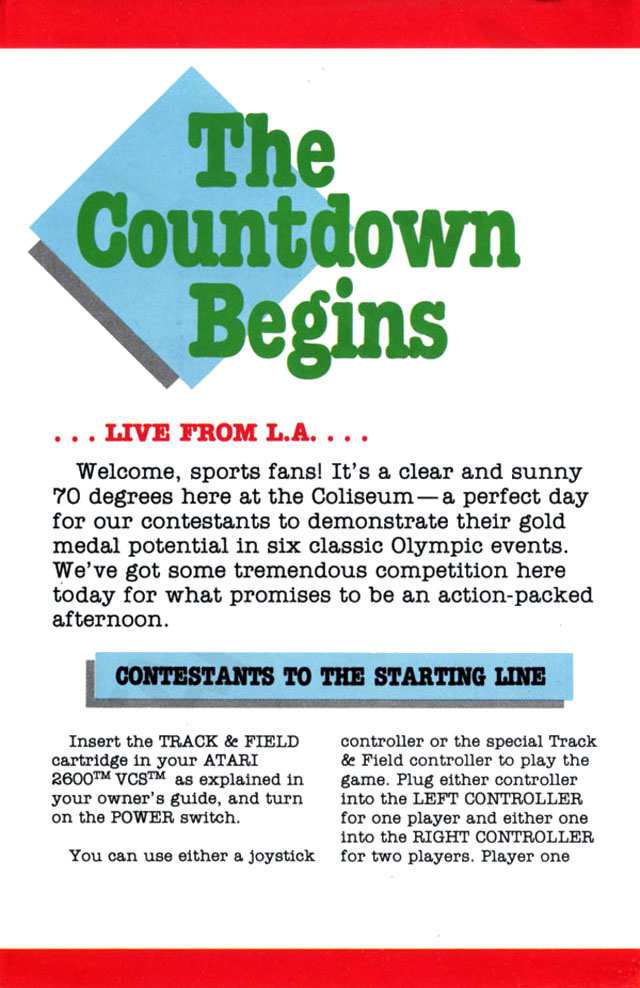 The
Countdown
Begins
. . . LIVE FROM L.A. . . .
Welcome, sports fans! It's a clear and sunny
70 degrees here at the Coliseum—a perfect day
for our contestants to demonstrate their gold
medal potential in six classic Olympic events.
We've got some tremendous competition here
today for what promises to be an action-packed
afternoon.
CONTESTANTS TO THE STARTING LINE
Insert the TRACK & FIELD
cartridge in your ATARI
2600™ VCS™ as explained in
your owner's guide, and turn
on the POWER switch.
You can use either a joystick
controller or the special Track
& Field controller to play the
game. Plug either controller
into the LEFT CONTROLLER
for one player and either one
into the RIGHT CONTROLLER
for two players. Player one